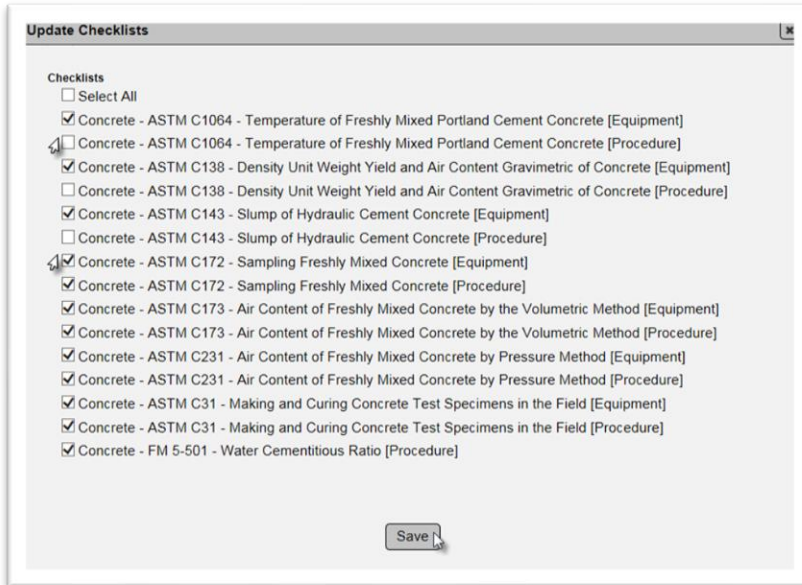 Update Checklists
Checklists
Select All
Concrete - ASTM C1064 - Temperature of Freshly Mixed Portland Cement Concrete [Equipment]
Concrete - ASTM C1064 - Temperature of Freshly Mixed Portland Cement Concrete [Procedure]
Concrete - ASTM C138 - Density Unit Weight Yield and Air Content Gravimetric of Concrete [Equipment]
Concrete - ASTM C138 - Density Unit Weight Yield and Air Content Gravimetric of Concrete [Procedure]
Concrete - ASTM C143 - Slump of Hydraulic Cement Concrete [Equipment]
Concrete - ASTM C143 - Slump of Hydraulic Cement Concrete [Procedure]
Concrete - ASTM C172 - Sampling Freshly Mixed Concrete [Equipment]
Concrete - ASTM C172 - Sampling Freshly Mixed Concrete [Procedure]
Concrete - ASTM C173 - Air Content of Freshly Mixed Concrete by the Volumetric Method [Equipment]
Concrete - ASTM C173 - Air Content of Freshly Mixed Concrete by the Volumetric Method [Procedure]
Concrete - ASTM C231 - Air Content of Freshly Mixed Concrete by Pressure Method [Equipment]
Concrete - ASTM C231 - Air Content of Freshly Mixed Concrete by Pressure Method [Procedure]
Concrete - ASTM C31 - Making and Curing Concrete Test Specimens in the Field [Equipment]
Concrete - ASTM C31 - Making and Curing Concrete Test Specimens in the Field [Procedure]
Concrete - FM 5-501 - Water Cementitious Ratio [Procedure]
Save